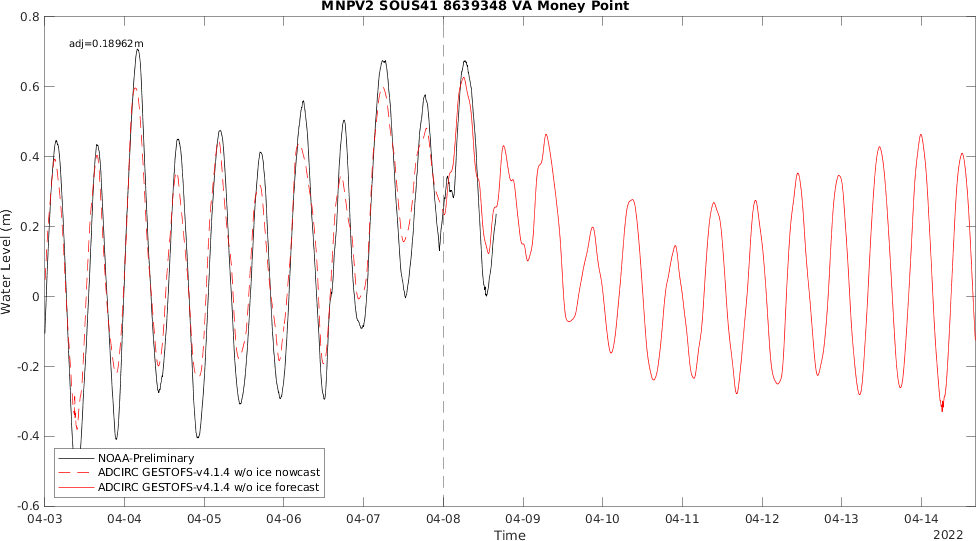 MNPV2 SOUS41 8639348 VA Money Point
adj=0.18962m
Water Level (m)
0.8
0.6
0.4
0.2
0
-0.2
-0.4
-0.6
NOAA-Preliminary
ADCIRC GESTOFS-v4.1.4 w/o ice nowcast
ADCIRC GESTOFS-v4.1.4 w/o ice forecast
04-03 04-04 04-05 04-06 04-07 04-08 04-09 04-10 04-11 04-12 04-13 04-14
Time
2022